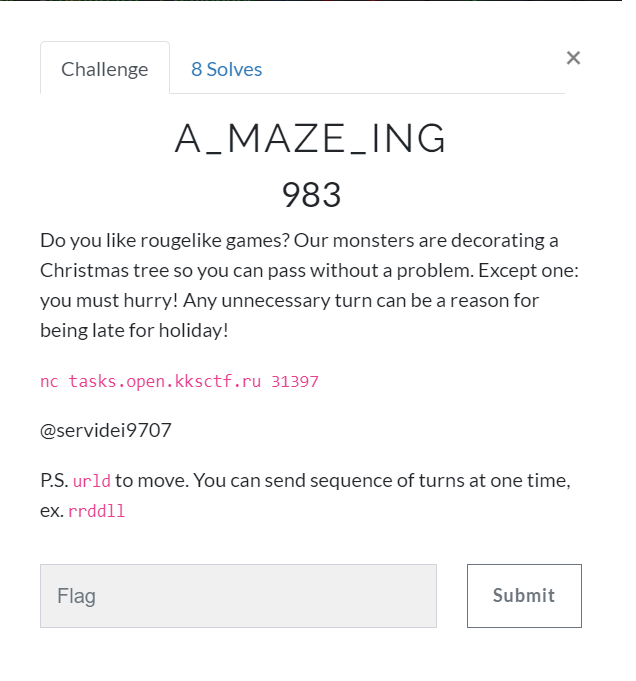 Challenge
8 Solves
×
A_MAZE_ING
983
Do you like rougelike games? Our monsters are decorating a
Christmas tree so you can pass without a problem. Except one:
you must hurry! Any unnecessary turn can be a reason for
being late for holiday!
nc tasks.open.kksctf.ru 31397
@servidei9707
P.S. urld to move. You can send sequence of turns at one time,
ex. rrddll
Flag
Submit